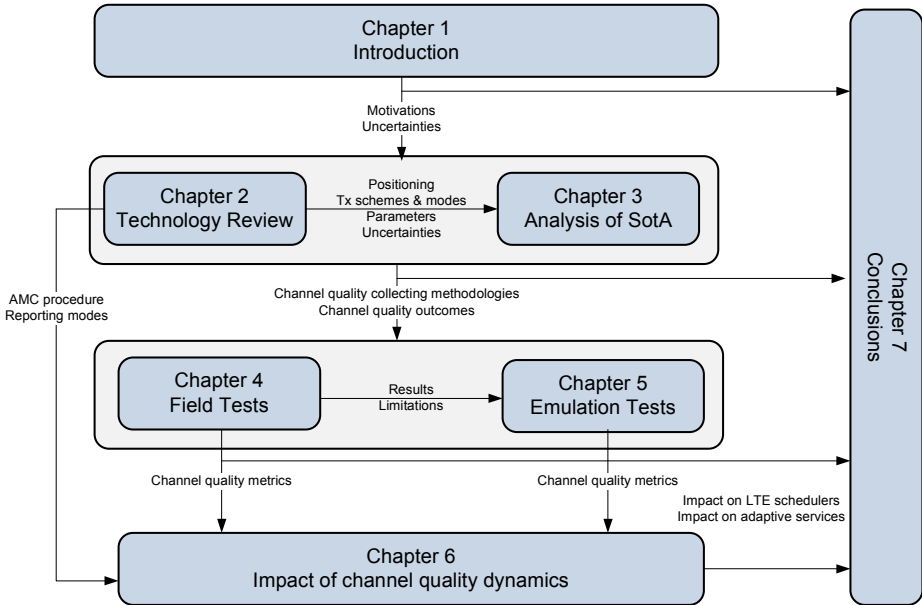 Chapter 1
Introduction
Motivations
Uncertainties
Chapter 2
Technology Review
Positioning
Tx schemes & modes
Parameters
Uncertainties
Chapter 3
Analysis of SotA
AMC procedure
Reporting modes
Channel quality collecting methodologies
Channel quality outcomes
Chapter 4
Field Tests
Results
Limitations
Chapter 5
Emulation Tests
Channel quality metrics
Channel quality metrics
Impact on LTE schedulers
Impact on adaptive services
Chapter 6
Impact of channel quality dynamics
Chapter 7
Conclusions